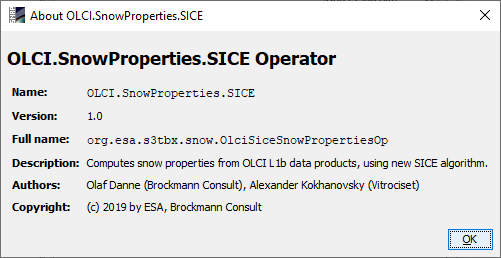 About OLCI.SnowProperties.SICE
OLCI.SnowProperties.SICE Operator
Name: OLCI.SnowProperties.SICE
Version: 1.0
Full name: org.esa.s3tbx.snow.OlciSiceSnowPropertiesOp
Description: Computes snow properties from OLCI L1b data products, using new SICE algorithm.
Authors: Olaf Danne (Brockmann Consult), Alexander Kokhanovsky (Vitrociset)
Copyright: (c) 2019 by ESA, Brockmann Consult
OK